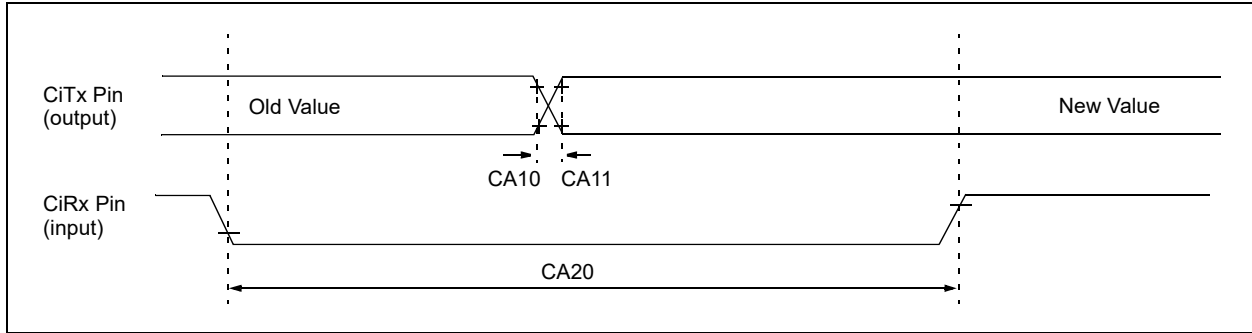 CiTx Pin
(output)
Old Value
New Value
CA10 CA11
CiRx Pin
(input)
CA20